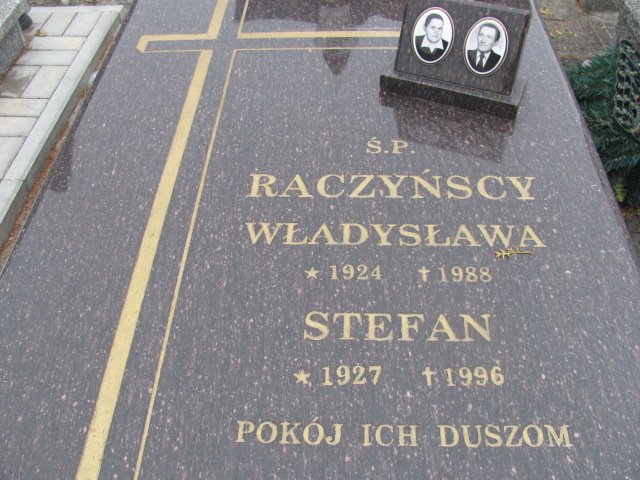 Ś.P.
RACZYŃSCY
WŁADYSŁAWA
★ 1924 ✝ 1988
STEFAN
★ 1927 ✝ 1996
POKÓJ ICH DUSZOM